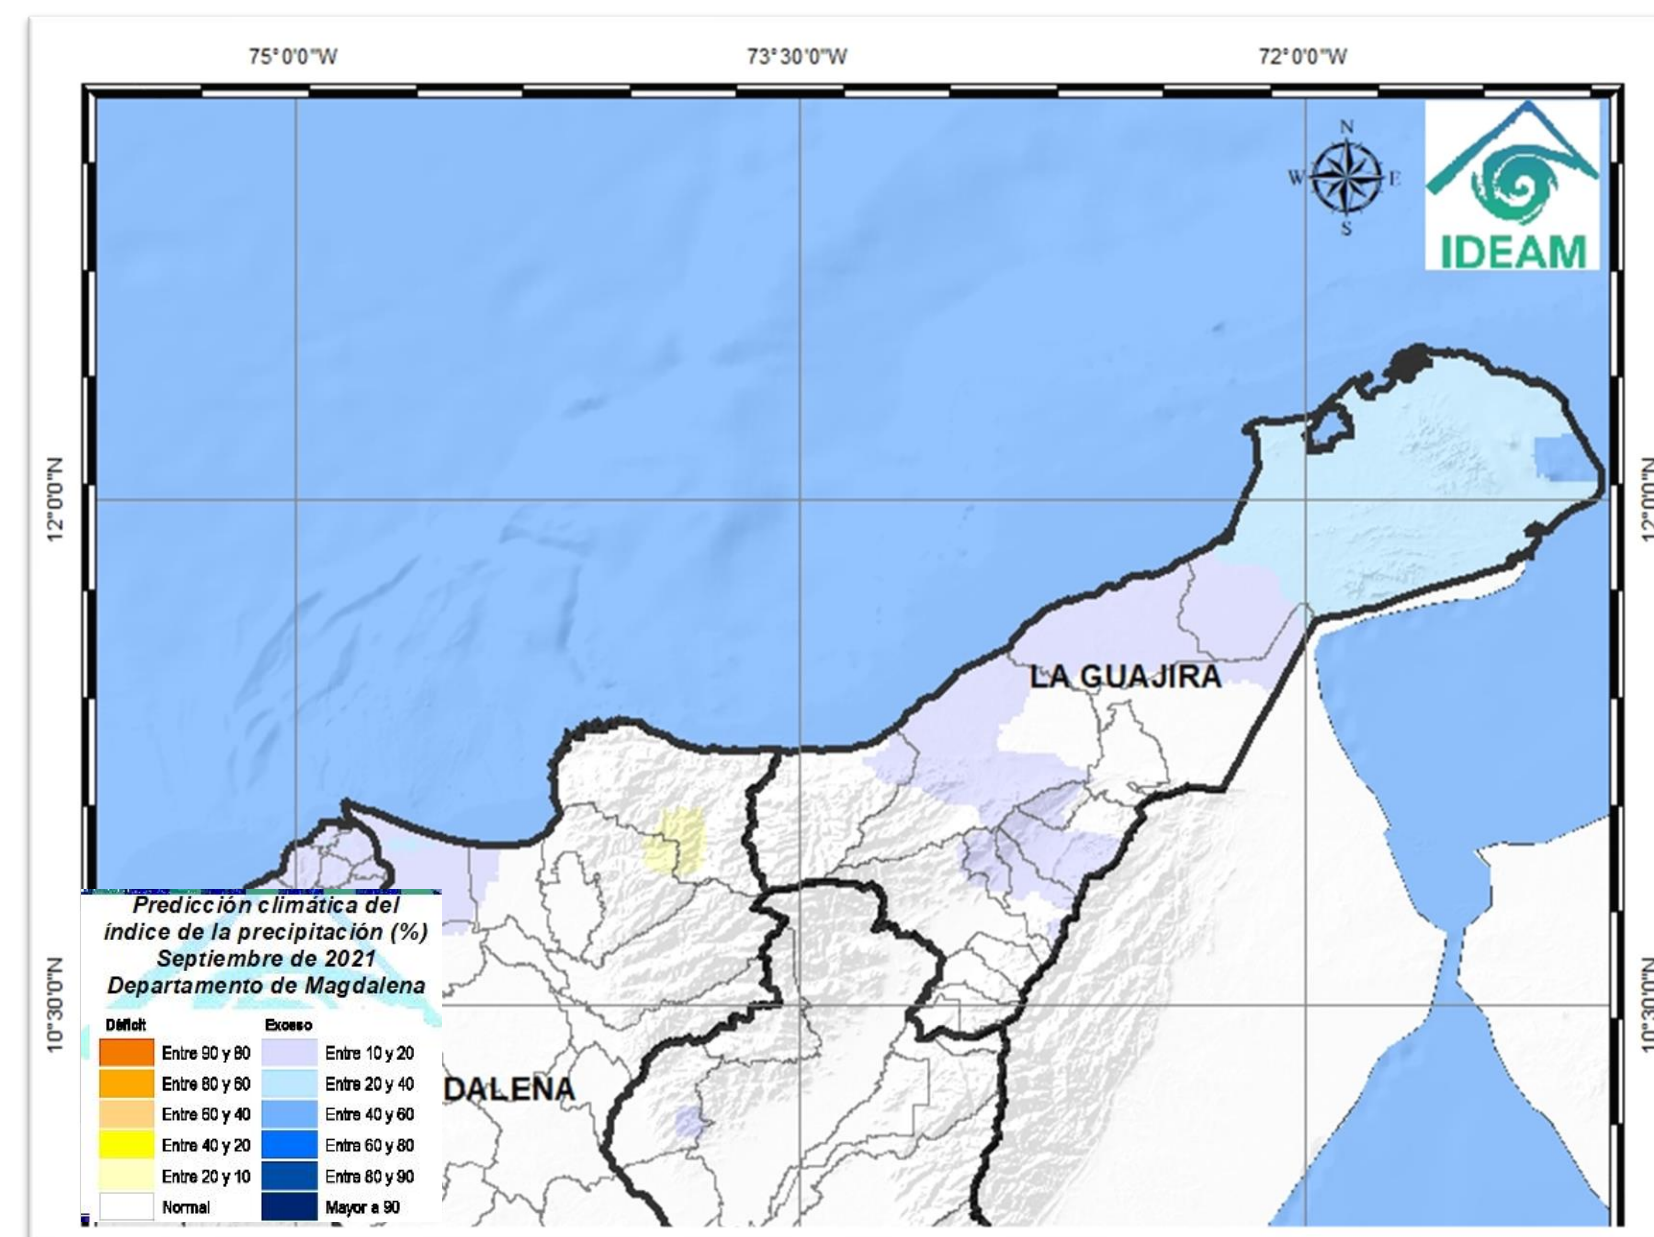 75°0'0"W 73°30'0"W 72°0'0"W
N
W E
S
IDEAM
12°0'0"N 12°0'0"N
LA GUAJIRA
Predicción climática del
índice de la precipitación (%)
Septiembre de 2021
Departamento de Magdalena
10°30'0"N 10°30'0"N
Déficit Exceso
Entre 90 y 80 Entre 10 y 20
Entre 80 y 60 Entre 20 y 40
DALENA
Entre 60 y 40 Entre 40 y 60
Entre 40 y 20 Entre 60 y 80
Entre 20 y 10 Entre 80 y 90
Normal Mayor a 90